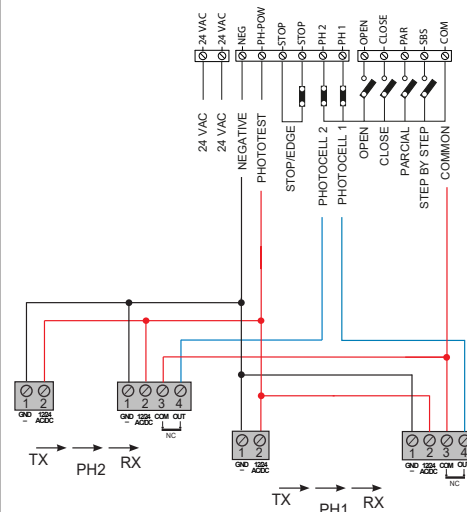 24 VAC
24 VAC
NEG
PH-POW
STOP
STOP
PH 2
PH 1
OPEN
CLOSE
PAR
SBS
COM
24 VAC
24 VAC
NEGATIVE
PHOTOTEST
STOP/EDGE
PHOTOCELL 2
PHOTOCELL 1
OPEN
CLOSE
PARCIAL
STEP BY STEP
COMMON
1 2
GND 12/24
– AC/DC
1 2 3 4
GND 12/24 COM OUT
– AC/DC
NC
TX PH2 RX
1 2
GND 12/24
– AC/DC
1 2 3 4
GND 12/24 COM OU
– AC/DC
NC
TX PH1 RX